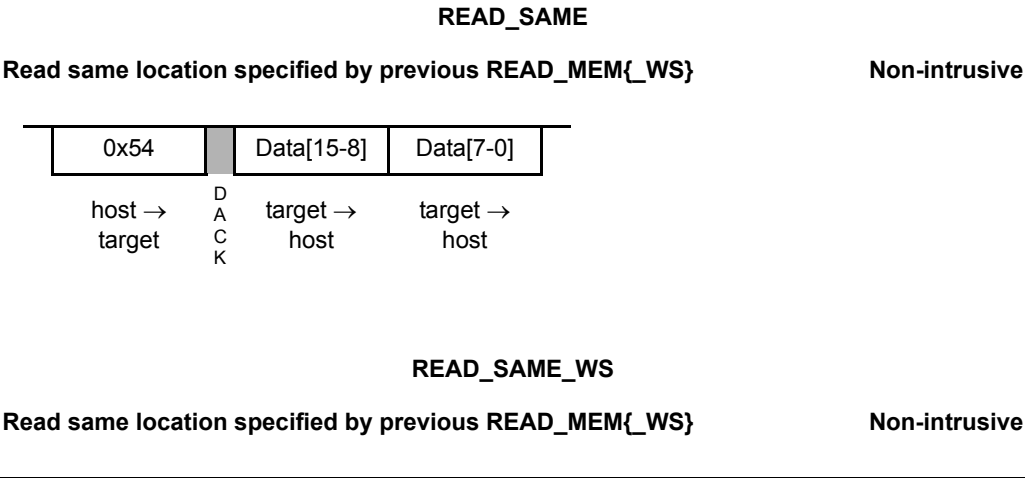 READ_SAME
Read same location specified by previous READ_MEM{_WS} Non-intrusive
0x54 Data[15-8] Data[7-0]
host → D A C K target → target →
target host host
READ_SAME_WS
Read same location specified by previous READ_MEM{_WS} Non-intrusive